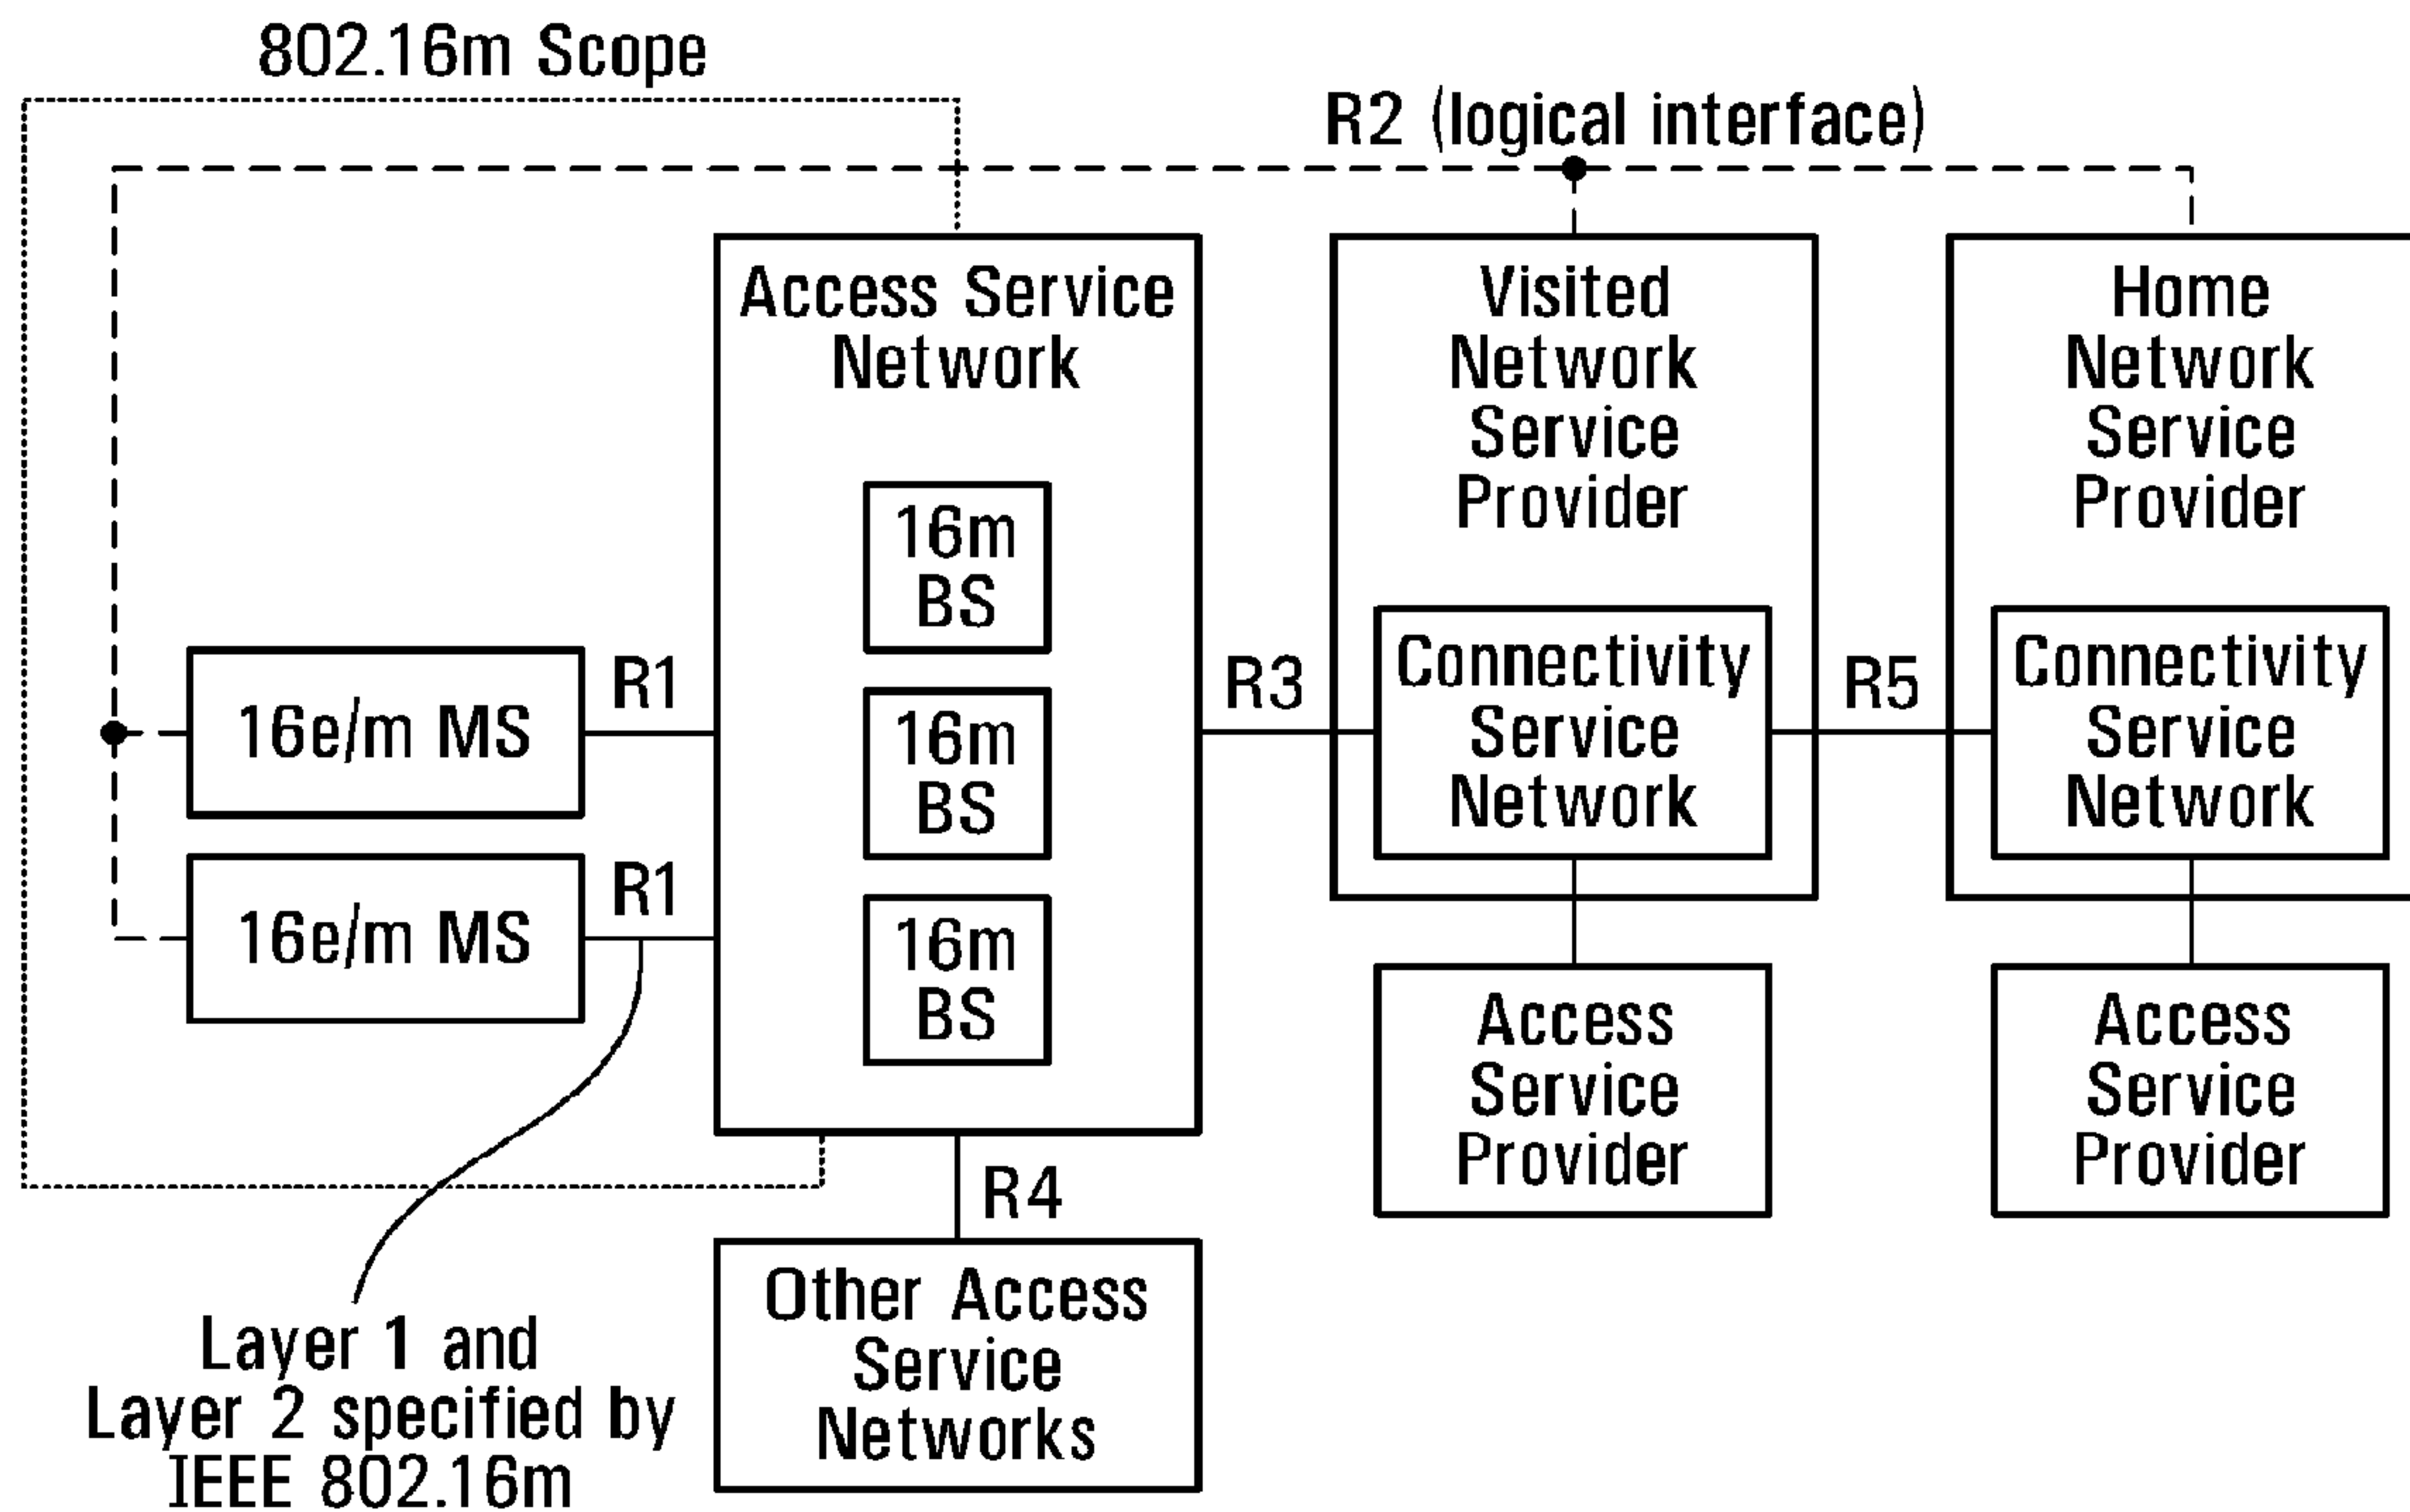 802.16m Scope
R2 (logical interface)
Access Service
Network
16m
BS
16m
BS
16m
BS
Visited
Network
Service
Provider
Home
Network
Service
Provider
16e/m MS
R1
16e/m MS
R1
R3
Connectivity
Service
Network
R5
Connectivity
Service
Network
Access
Service
Provider
Access
Service
Provider
R4
Other Access
Service
Networks
Layer 1 and
Layer 2 specified by
IEEE 802.16m